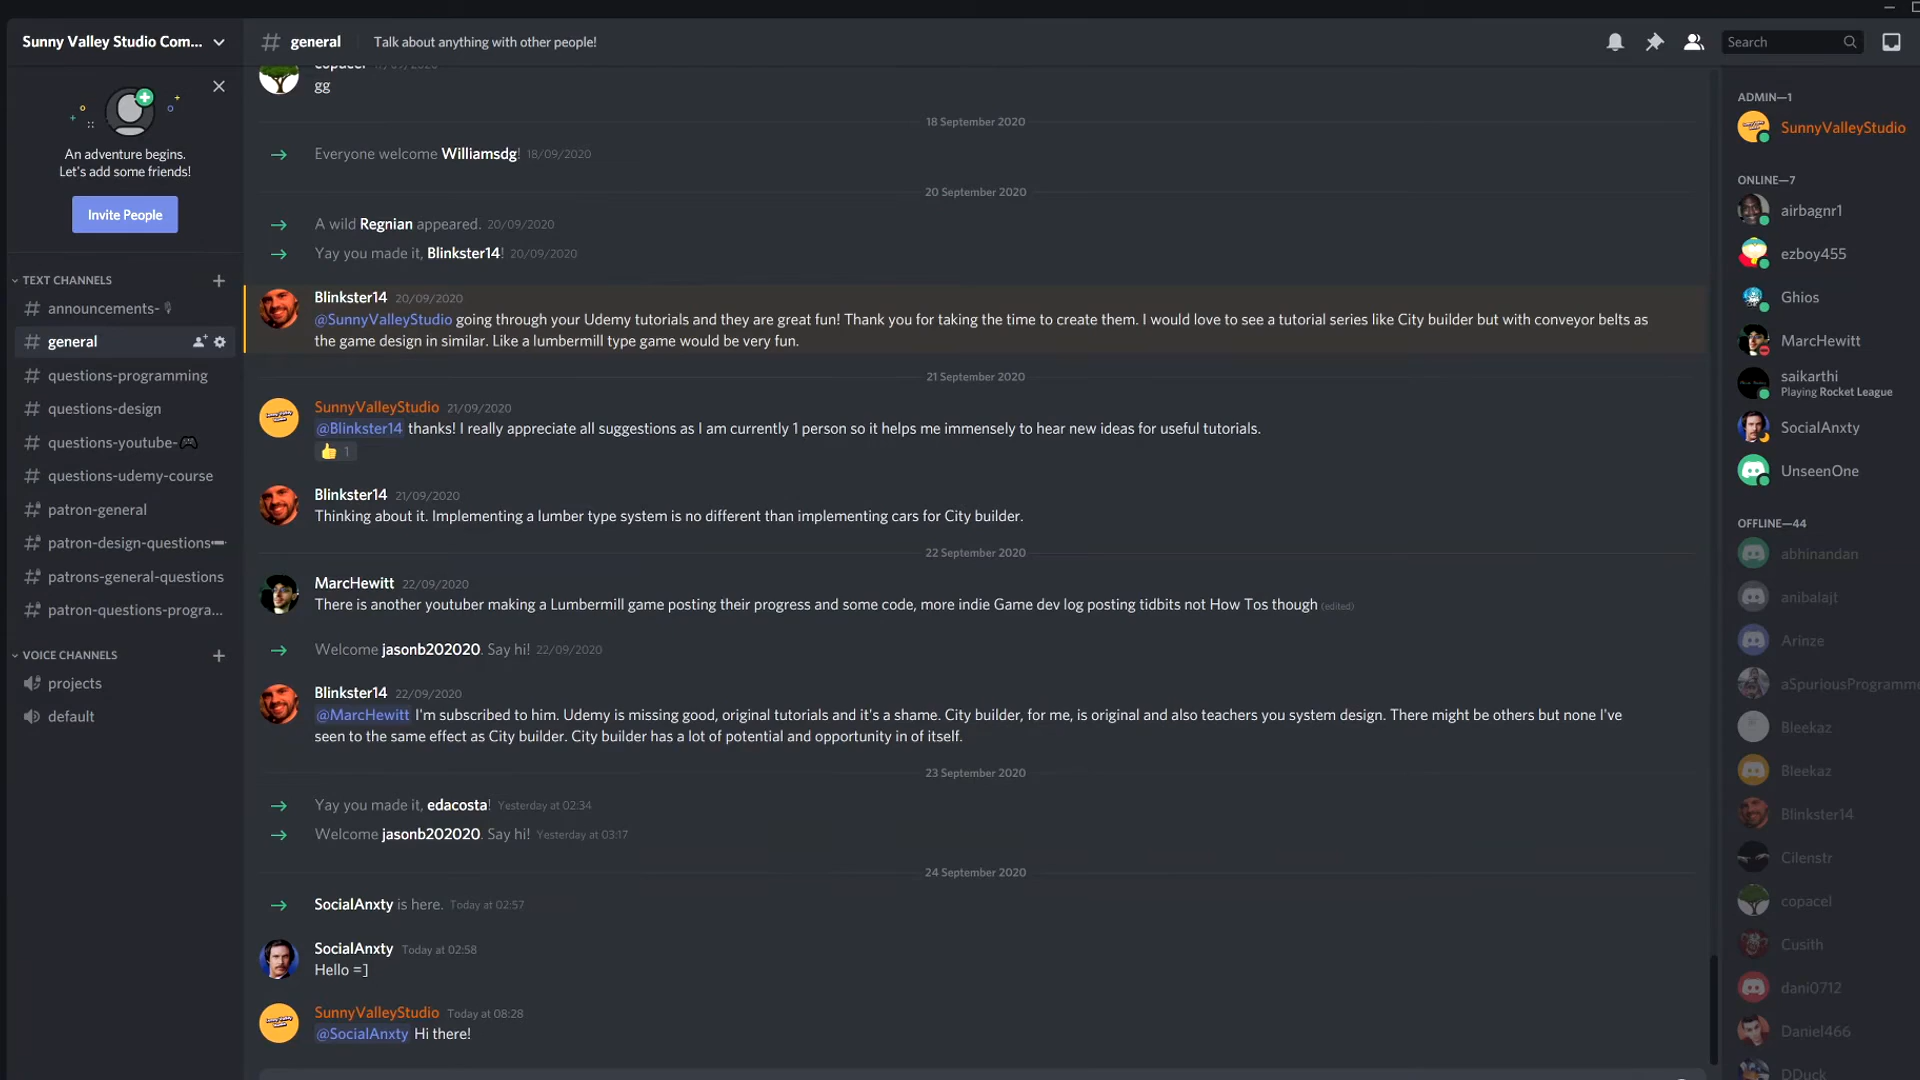 Sunny Valley Studio Com...
general
Talk about anything with other people!
Search
An adventure begins.
Let's add some friends!
Invite People
TEXT CHANNELS
announcements-
general
questions-programming
questions-design
questions-youtube-
questions-udemy-course
patron-general
patron-design-questions
patrons-general-questions
patron-questions-progra...
VOICE CHANNELS
projects
default
copacel 17/09/2020
gg
18 September 2020
Everyone welcome Williamsdg! 18/09/2020
20 September 2020
A wild Regnian appeared. 20/09/2020
Yay you made it, Blinkster14! 20/09/2020
Blinkster14 20/09/2020
@SunnyValleyStudio going through your Udemy tutorials and they are great fun! Thank you for taking the time to create them. I would love to see a tutorial series like City builder but with conveyor belts as
the game design in similar. Like a lumbermill type game would be very fun.
21 September 2020
SunnyValleyStudio 21/09/2020
@Blinkster14 thanks! I really appreciate all suggestions as I am currently 1 person so it helps me immensely to hear new ideas for useful tutorials.
1
Blinkster14 21/09/2020
Thinking about it. Implementing a lumber type system is no different than implementing cars for City builder.
22 September 2020
MarcHewitt 22/09/2020
There is another youtuber making a Lumbermill game posting their progress and some code, more indie Game dev log posting tidbits not How Tos though (edited)
Welcome jasonb202020. Say hi! 22/09/2020
Blinkster14 22/09/2020
@MarcHewitt I'm subscribed to him. Udemy is missing good, original tutorials and it's a shame. City builder, for me, is original and also teachers you system design. There might be others but none I've
seen to the same effect as City builder. City builder has a lot of potential and opportunity in of itself.
23 September 2020
Yay you made it, edacosta! Yesterday at 02:34
Welcome jasonb202020. Say hi! Yesterday at 03:17
24 September 2020
SocialAnxty is here. Today at 02:57
SocialAnxty Today at 02:58
Hello =]
SunnyValleyStudio Today at 08:28
@SocialAnxty Hi there!
ADMIN—1
SunnyValleyStudio
ONLINE—7
airbagnr1
ezboy455
Ghios
MarcHewitt
saikarthi
Playing Rocket League
SocialAnxty
UnseenOne
OFFLINE—44
abhinandan
anibalajt
Arinze
aSpuriousProgramme
Bleekaz
Bleekaz
Blinkster14
Cilenstr
copacel
Cusith
dani0712
Daniel466
DDuck